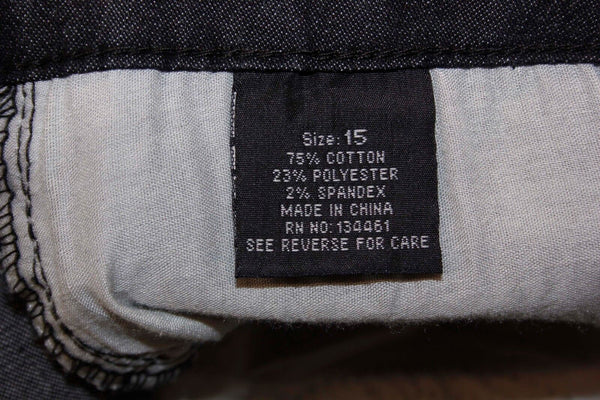 Size: 15
75% COTTON
23% POLYESTER
2% SPANDEX
MADE IN CHINA
RN NO: 134461
SEE REVERSE FOR CARE